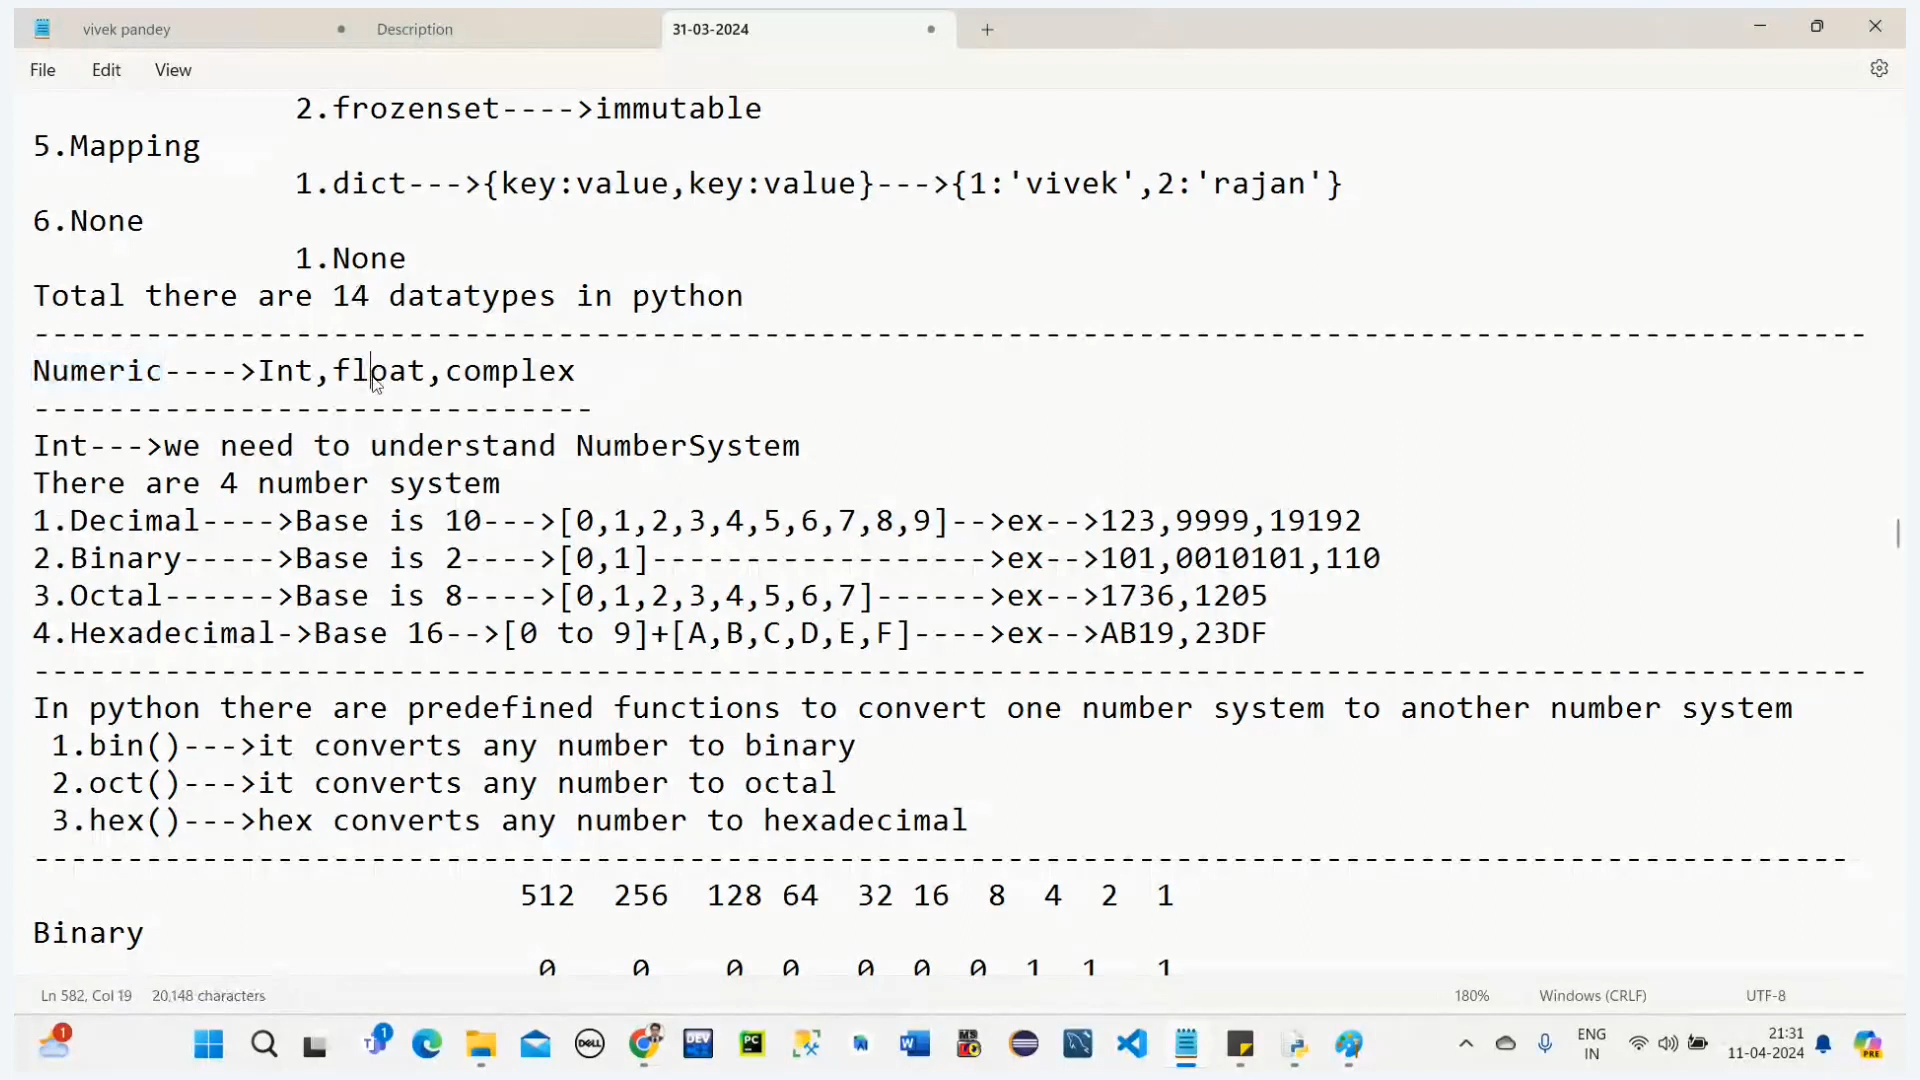 vivek pandey
Description
31-03-2024
File Edit View
2.frozenset---->immutable
5.Mapping
1.dict--->{key:value,key:value}--->{1:'vivek',2:'rajan'}
6.None
1.None
Total there are 14 datatypes in python
--------------------------------------------------------------------------------------------------
Numeric---->Int,float,complex
------------------------------
Int--->we need to understand NumberSystem
There are 4 number system
1.Decimal---->Base is 10--->[0,1,2,3,4,5,6,7,8,9]-->ex-->123,9999,19192
2.Binary----->Base is 2---->[0,1]------------------>ex-->101,0010101,110
3.Octal------>Base is 8---->[0,1,2,3,4,5,6,7]------>ex-->1736,1205
4.Hexadecimal->Base 16-->[0 to 9]+[A,B,C,D,E,F]---->ex-->AB19,23DF
--------------------------------------------------------------------------------------------------
In python there are predefined functions to convert one number system to another number system
1.bin()--->it converts any number to binary
2.oct()--->it converts any number to octal
3.hex()--->hex converts any number to hexadecimal
-------------------------------------------------------------------------------------------------
512 256 128 64 32 16 8 4 2 1
Binary
0 0 0 0 0 0 0 1 1 1
Ln 582, Col 19 20,148 characters 180% Windows (CRLF) UTF-8
1 1 DELL DEV PC W MS PRE
ENG 21:31
IN 11-04-2024